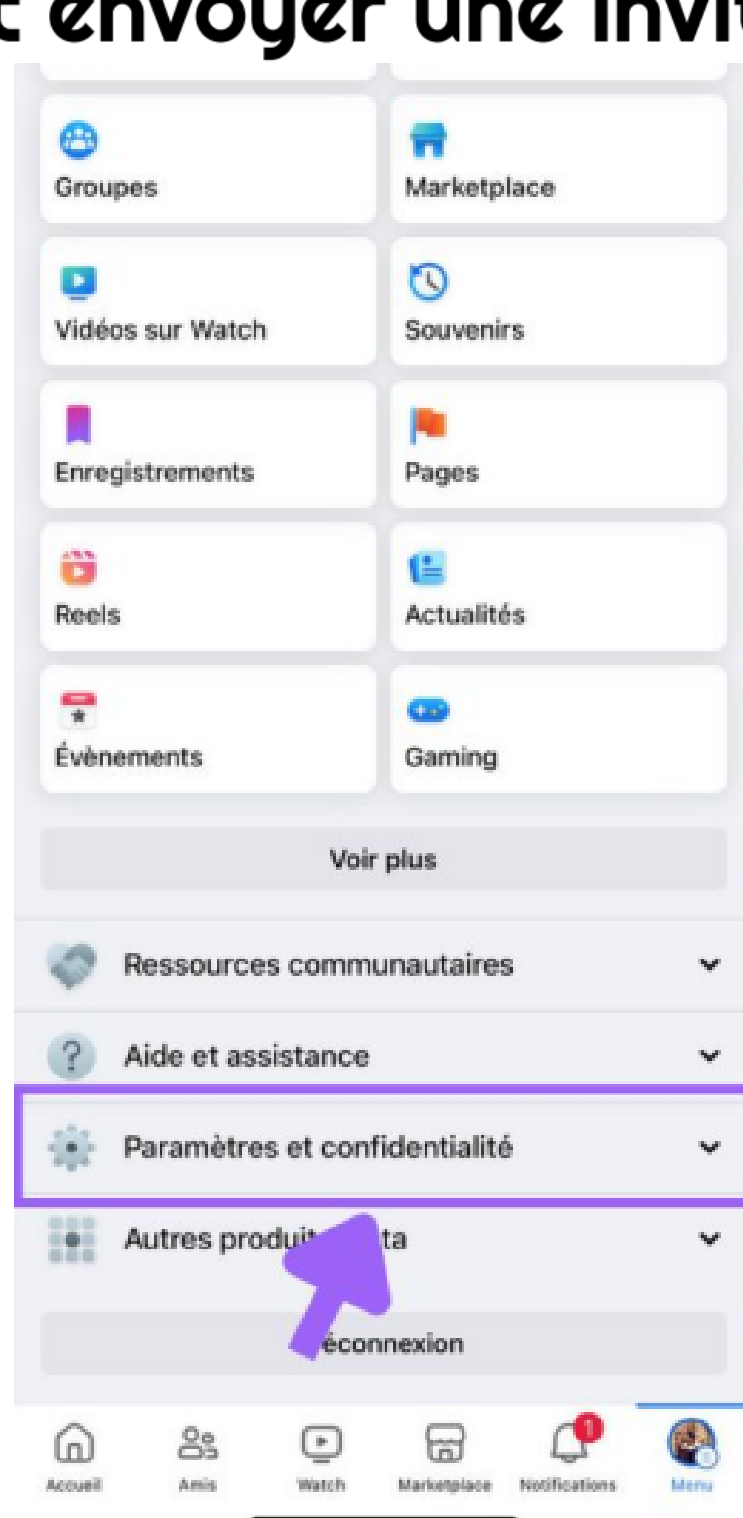 t envoyer une invit
Groupes
Marketplace
Vidéos sur Watch
Souvenirs
Enregistrements
Pages
Reels
Actualités
Évènements
Gaming
Voir plus
Ressources communautaires
Aide et assistance
Paramètres et confidentialité
Autres produit ta
éconnexion
1
Accueil
Amis
Watch
Marketplace
Notifications
Menu